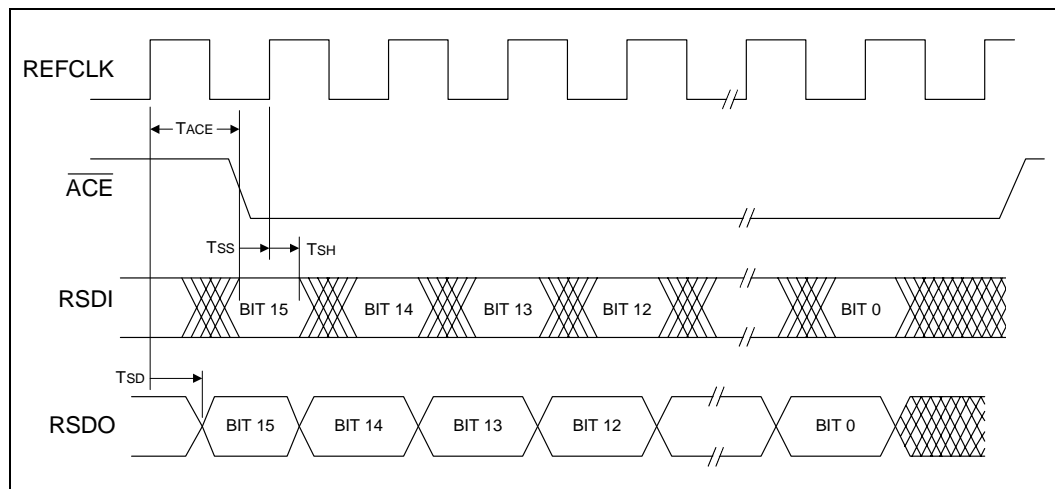 REFCLK
TACE
ACE
TSS
TSH
RSDI
BIT 15
BIT 14
BIT 13
BIT 12
BIT 0
TSD
RSDO
BIT 15
BIT 14
BIT 13
BIT 12
BIT 0